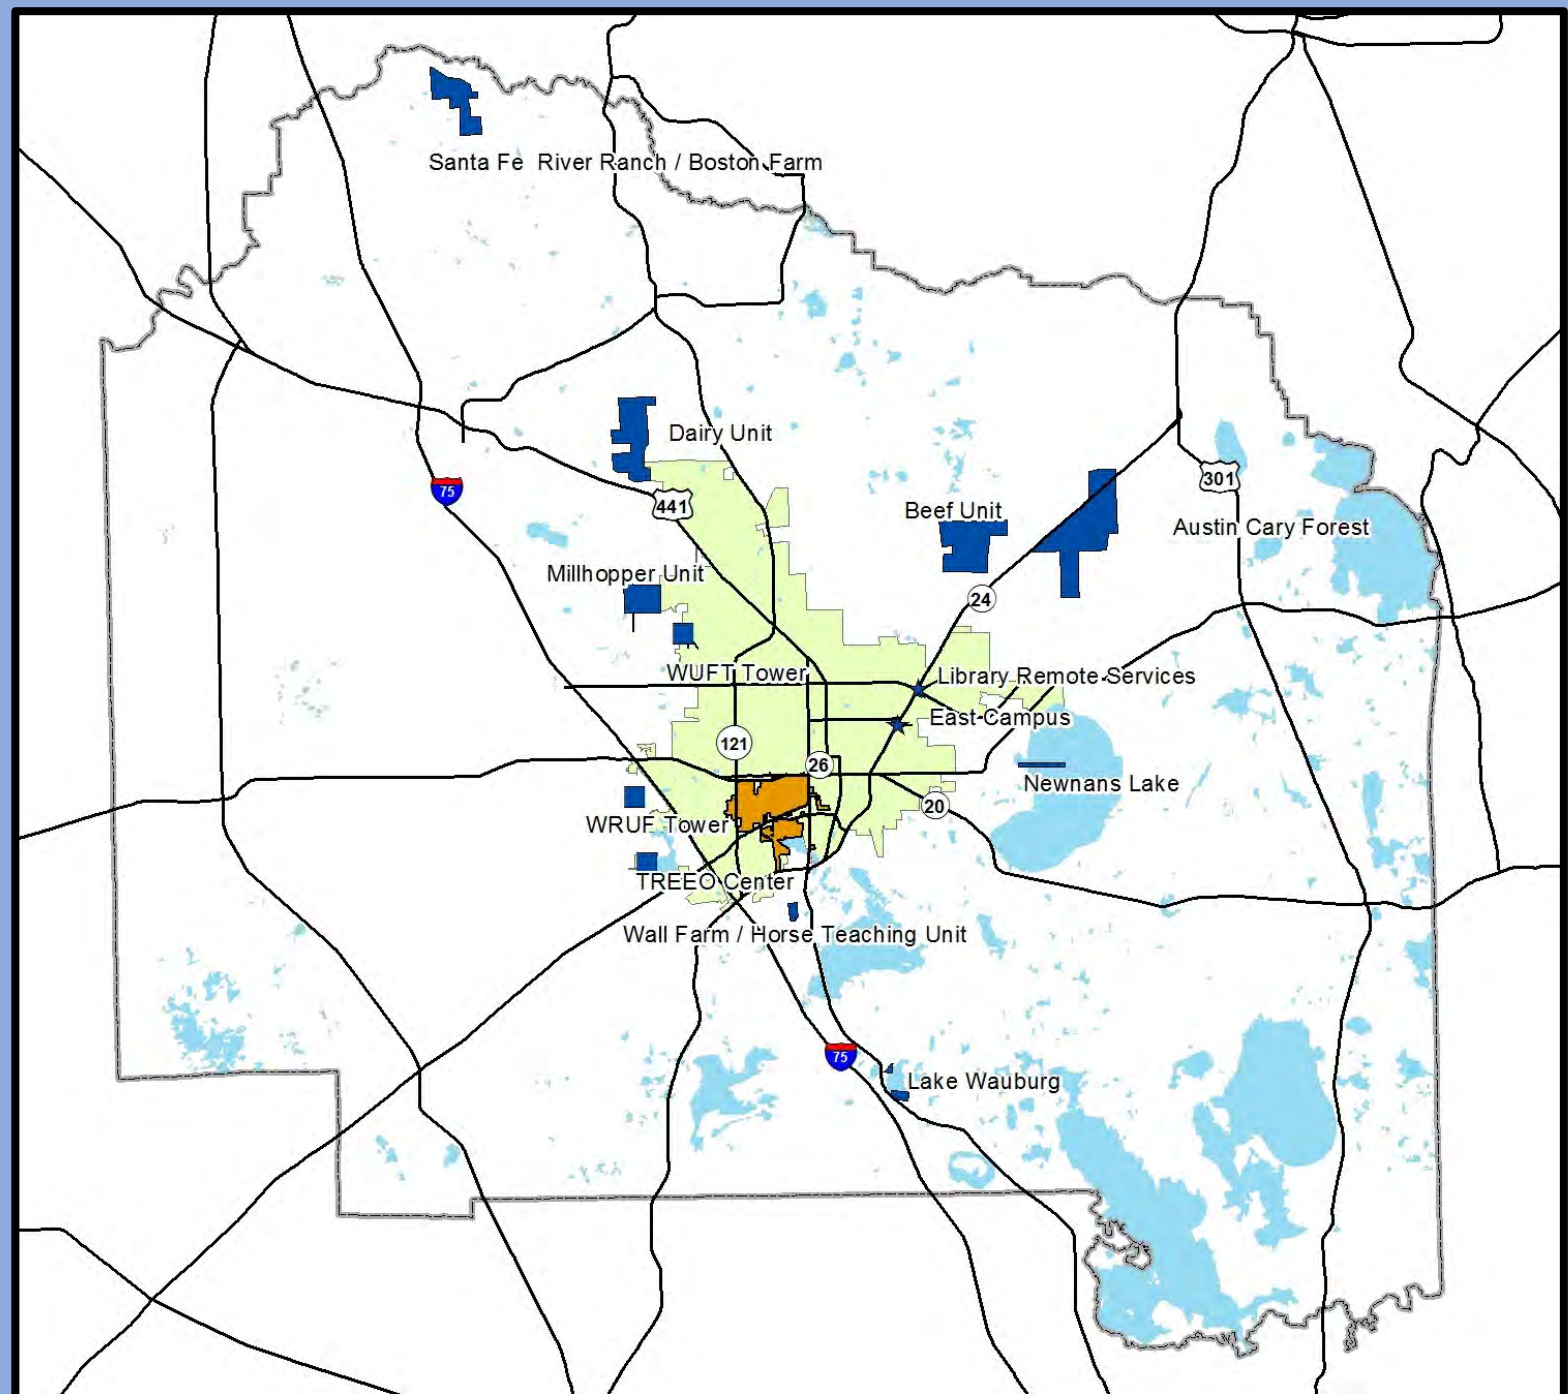 Santa Fe  River Ranch / Boston Farm
Dairy Unit
75
301
441
Beef Unit
Austin Cary Forest
Millhopper Unit
24
WUFT Tower
Library Remote Services
East Campus
121
26
Newnans Lake
20
WRUF Tower
TREEO Center
Wall Farm / Horse Teaching Unit
75
Lake Wauburg